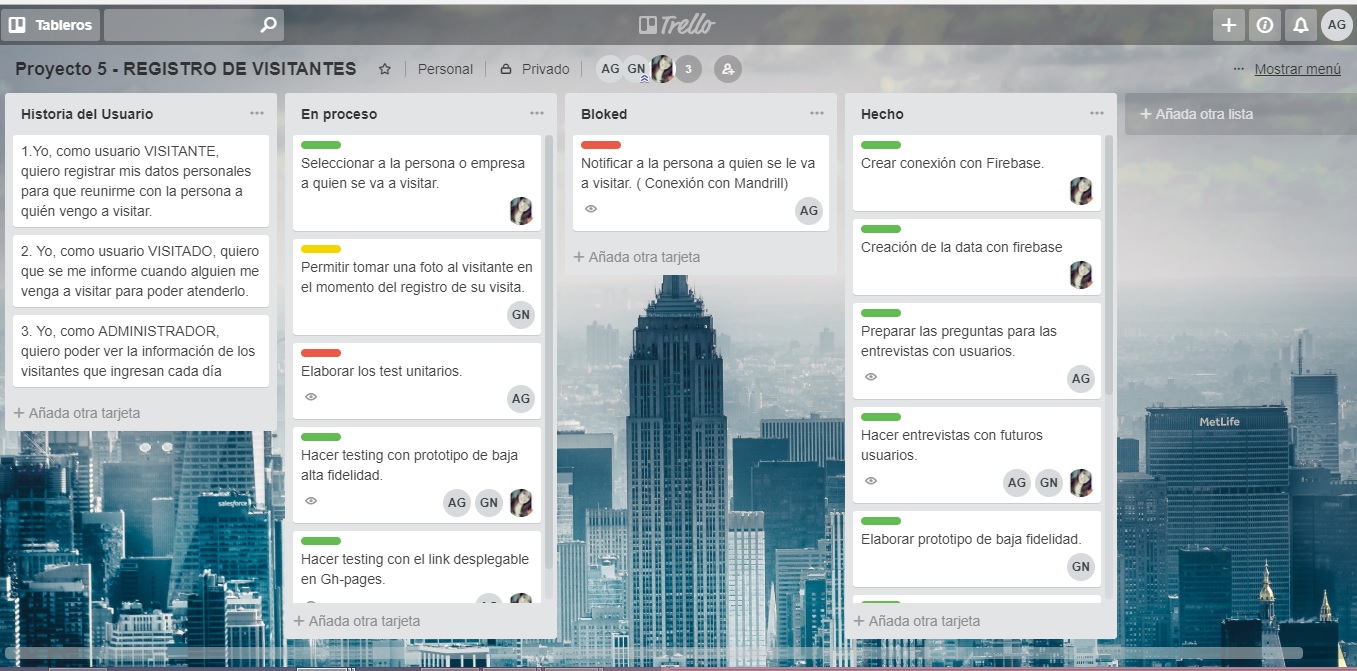 Tableros
Trello
AG
Proyecto 5 - REGISTRO DE VISITANTES
Personal
Privado
AG GN 3
Mostrar menú
Historia del Usuario
1.Yo, como usuario VISITANTE,
quiero registrar mis datos personales
para que reunirme con la persona a
quién vengo a visitar.
2. Yo, como usuario VISITADO, quiero
que se me informe cuando alguien me
venga a visitar para poder atenderlo.
3. Yo, como ADMINISTRADOR,
quiero poder ver la información de los
visitantes que ingresan cada día
+ Añada otra tarjeta
En proceso
Seleccionar a la persona o empresa
a quien se va a visitar.
Permitir tomar una foto al visitante en
el momento del registro de su visita.
GN
Elaborar los test unitarios.
AG
Hacer testing con prototipo de baja
alta fidelidad.
AG GN
Hacer testing con el link desplegable
en Gh-pages.
+ Añada otra tarjeta
Bloked
Notificar a la persona a quien se le va
a visitar. ( Conexión con Mandrill)
AG
+ Añada otra tarjeta
Hecho
Crear conexión con Firebase.
Creación de la data con firebase
Preparar las preguntas para las
entrevistas con usuarios.
AG
Hacer entrevistas con futuros
usuarios.
AG GN
Elaborar prototipo de baja fidelidad.
GN
+ Añada otra tarjeta
+ Añada otra lista
MetLife
salesforce